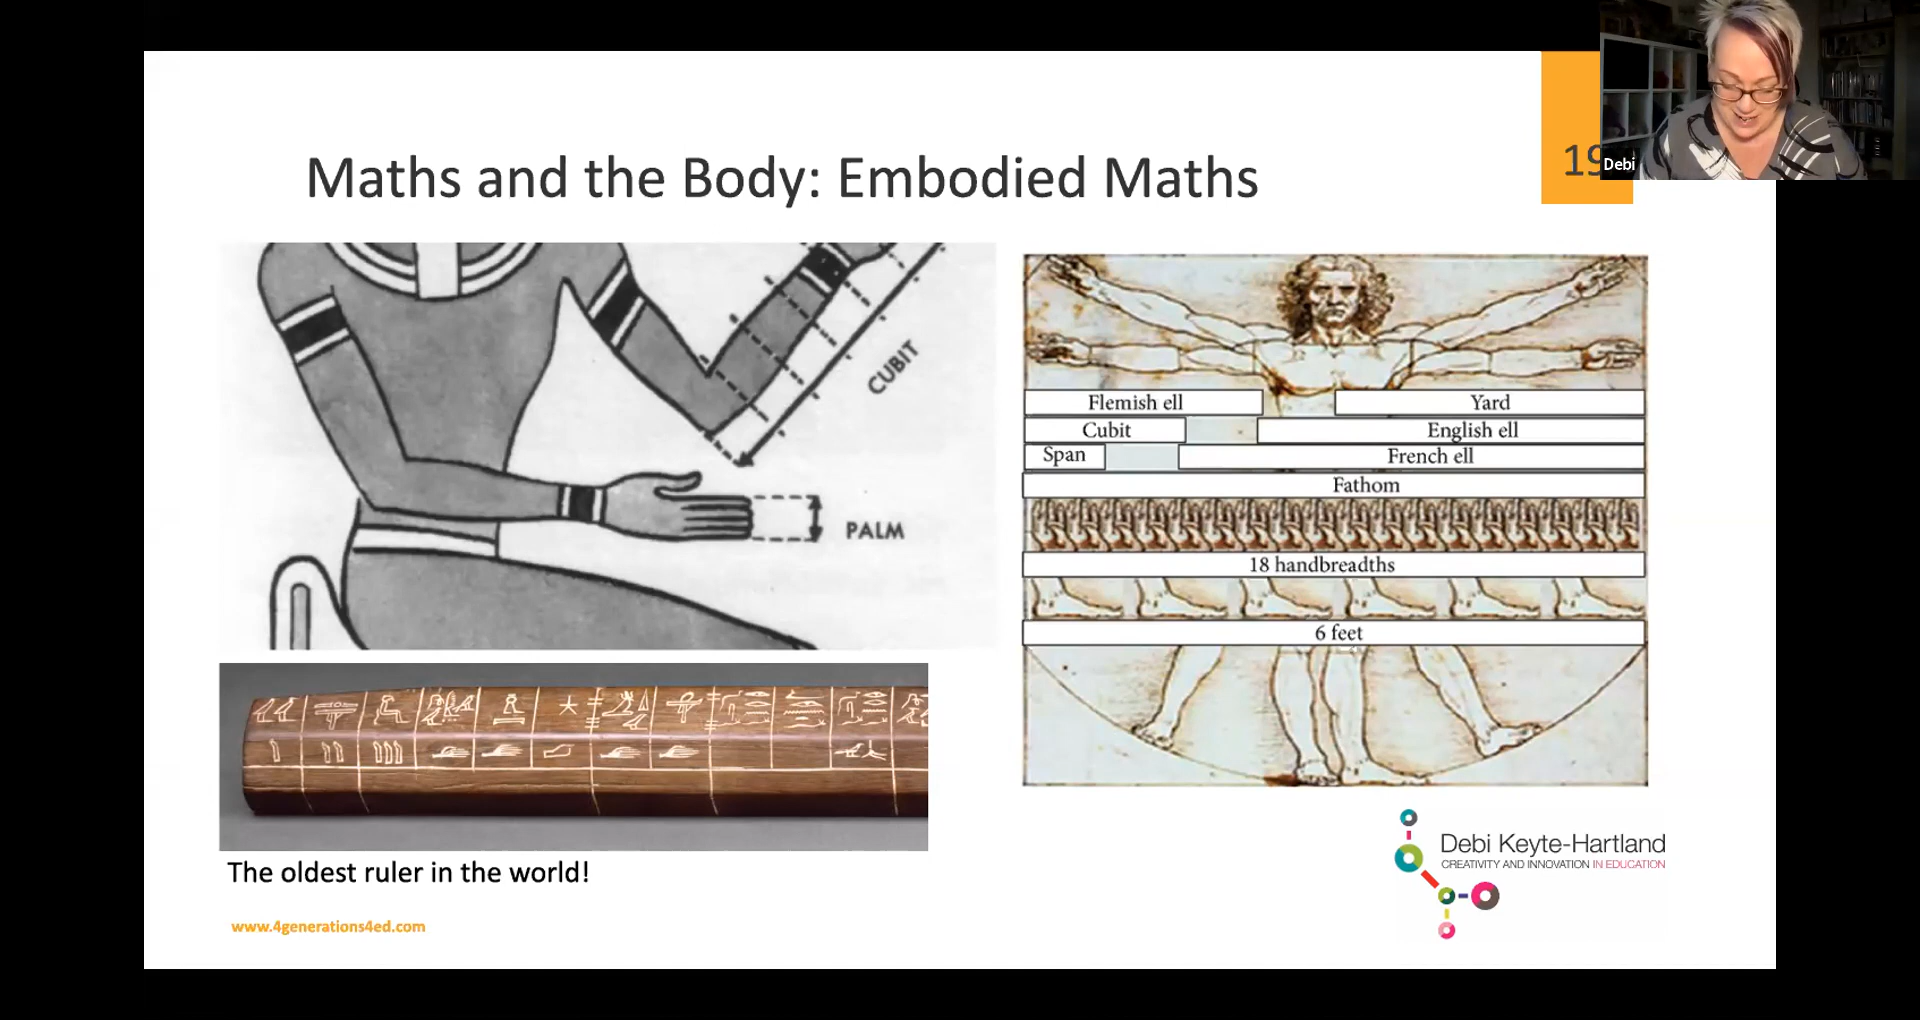 Maths and the Body: Embodied Maths
19
Debi
CUBIT
PALM
Flemish ell
Yard
Cubit
English ell
Span
French ell
Fathom
18 handbreadths
6 feet
The oldest ruler in the world!
www.4generations4ed.com
Debi Keyte-Hartland
CREATIVITY AND INNOVATION IN EDUCATION